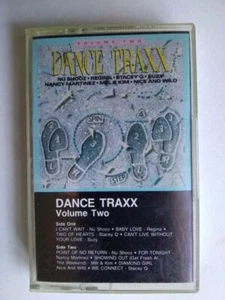 VOLUME TWO
DANCE TRAXX
NU SHOOZ • REGINA • STACEY Q • SUZY
NANCY MARTINEZ • MEL & KIM • NICE AND WILD
DANCE TRAXX
Volume Two
Side One
I CAN'T WAIT - Nu Shooz • BABY LOVE - Regina •
TWO OF HEARTS - Stacey Q • CAN'T LIVE WITHOUT
YOUR LOVE - Suzy
Side Two
POINT OF NO RETURN - Nu Shooz • FOR TONIGHT
Nancy Martinez • SHOWING OUT (Get Fresh At
The Weekend) - Mel & Kim • DIAMOND GIRL
Nice And Wild • WE CONNECT - Stacey Q